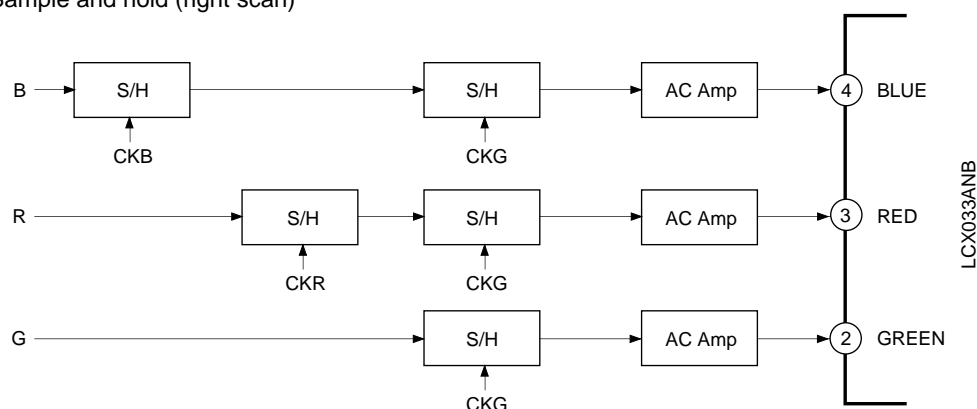 Sample and hold (right scan)
B S/H S/H AC Amp 4 BLUE
CKB CKG
R S/H S/H AC Amp 3 RED
CKR CKG
G S/H AC Amp 2 GREEN
CKG
LCX033ANB